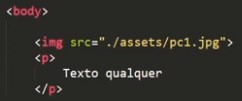 <body>
<img src="./assets/pc1.jpg">
<p>
Texto qualquer
</p>